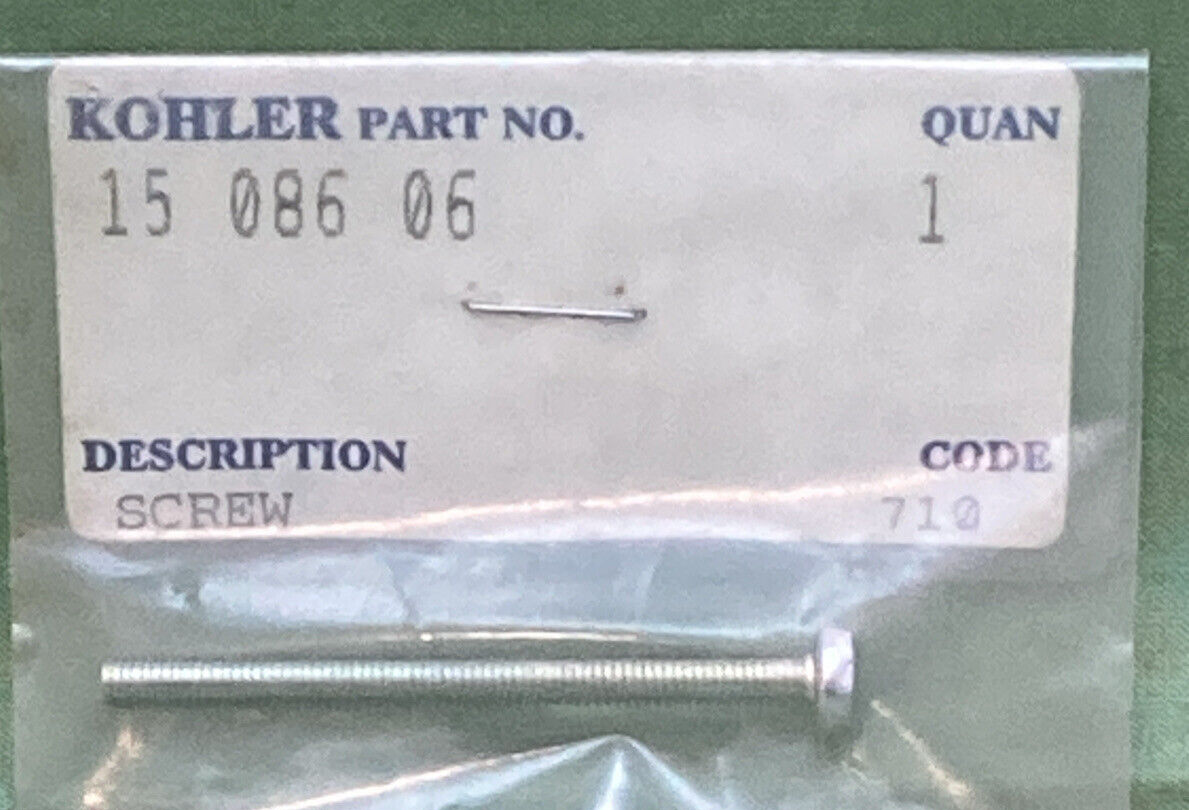 KOHLER PART NO. QUAN
15 086 06 1
DESCRIPTION CODE
SCREW 710